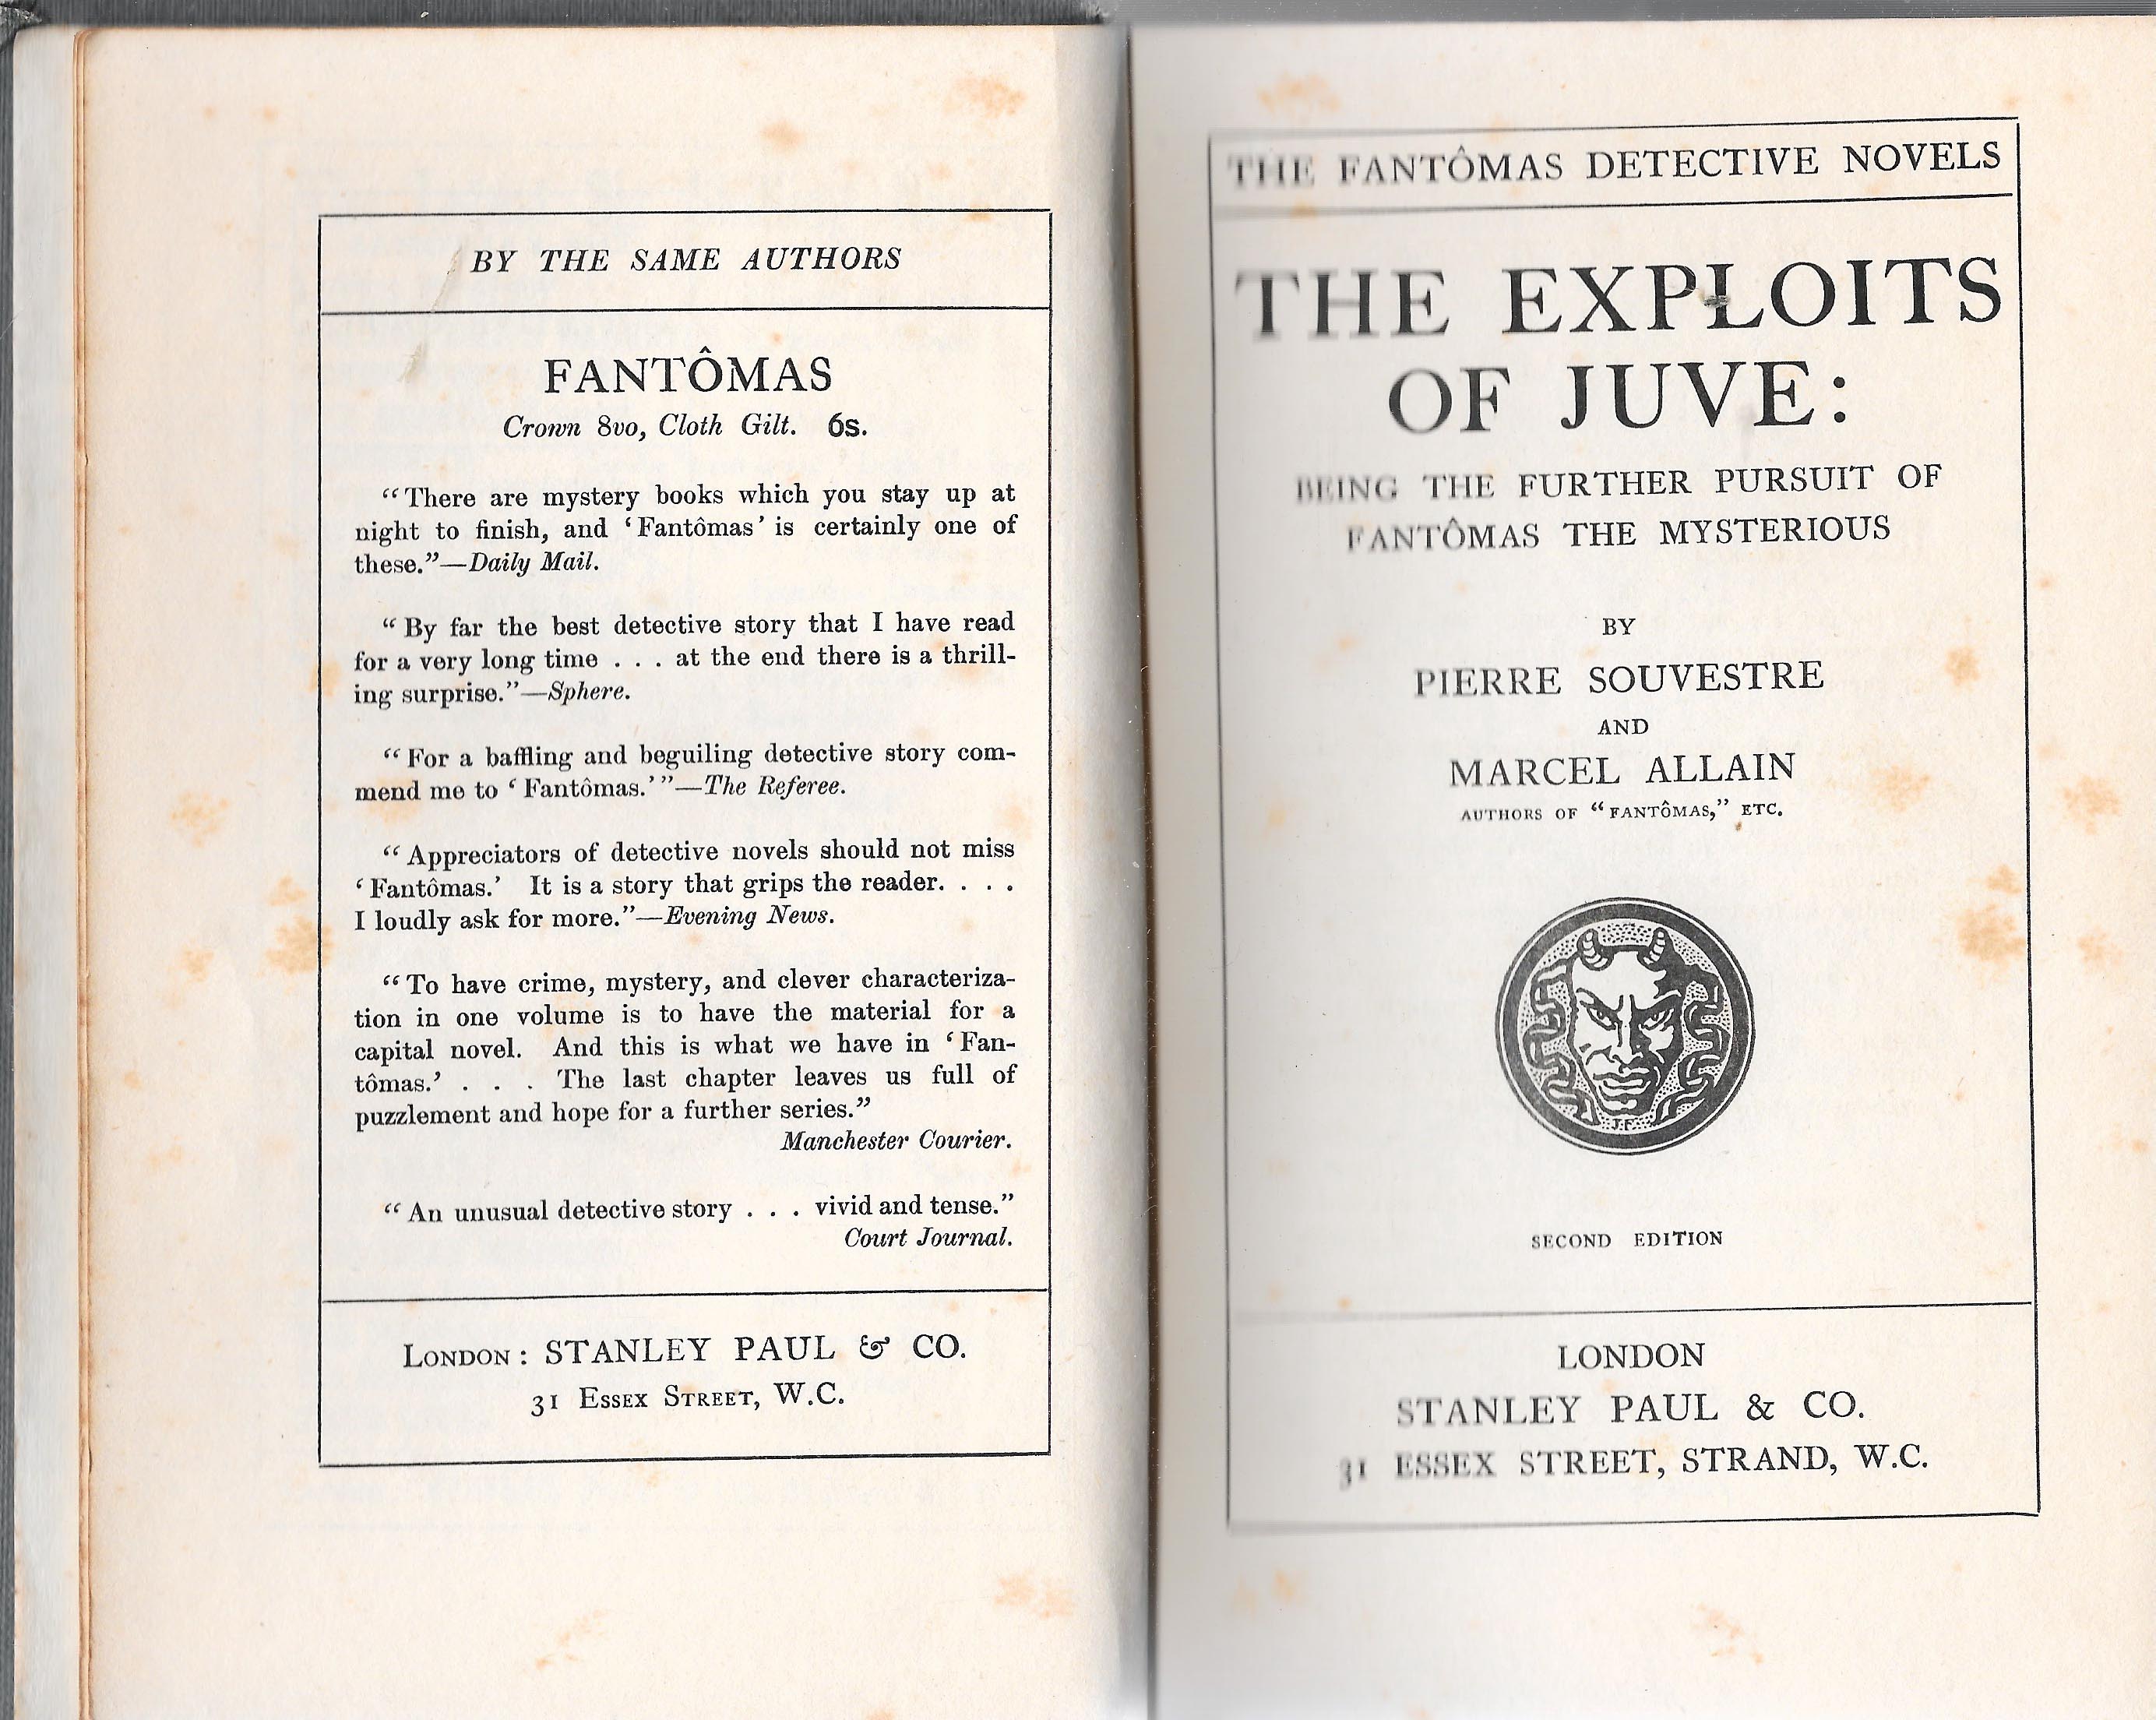 BY THE SAME AUTHORS
FANTÔMAS
Crown 8vo, Cloth Gilt. 6s.
“There are mystery books which you stay up at
night to finish, and ‘Fantômas’ is certainly one of
these.”—Daily Mail.
“By far the best detective story that I have read
for a very long time . . . at the end there is a thrill-
ing surprise.”—Sphere.
“For a baffling and beguiling detective story com-
mend me to ‘Fantômas.’”—The Referee.
“Appreciators of detective novels should not miss
‘Fantômas.’ It is a story that grips the reader. . . .
I loudly ask for more.”—Evening News.
“To have crime, mystery, and clever characteriza-
tion in one volume is to have the material for a
capital novel. And this is what we have in ‘Fan-
tômas.’ . . . The last chapter leaves us full of
puzzlement and hope for a further series.”
Manchester Courier.
“An unusual detective story . . . vivid and tense.”
Court Journal.
London: STANLEY PAUL & CO.
31 Essex Street, W.C.
THE FANTÔMAS DETECTIVE NOVELS
THE EXPLOITS
OF JUVE:
BEING THE FURTHER PURSUIT OF
FANTÔMAS THE MYSTERIOUS
BY
PIERRE SOUVESTRE
AND
MARCEL ALLAIN
AUTHORS OF “FANTÔMAS,” ETC.
J.F.
SECOND EDITION
LONDON
STANLEY PAUL & CO.
31 ESSEX STREET, STRAND, W.C.